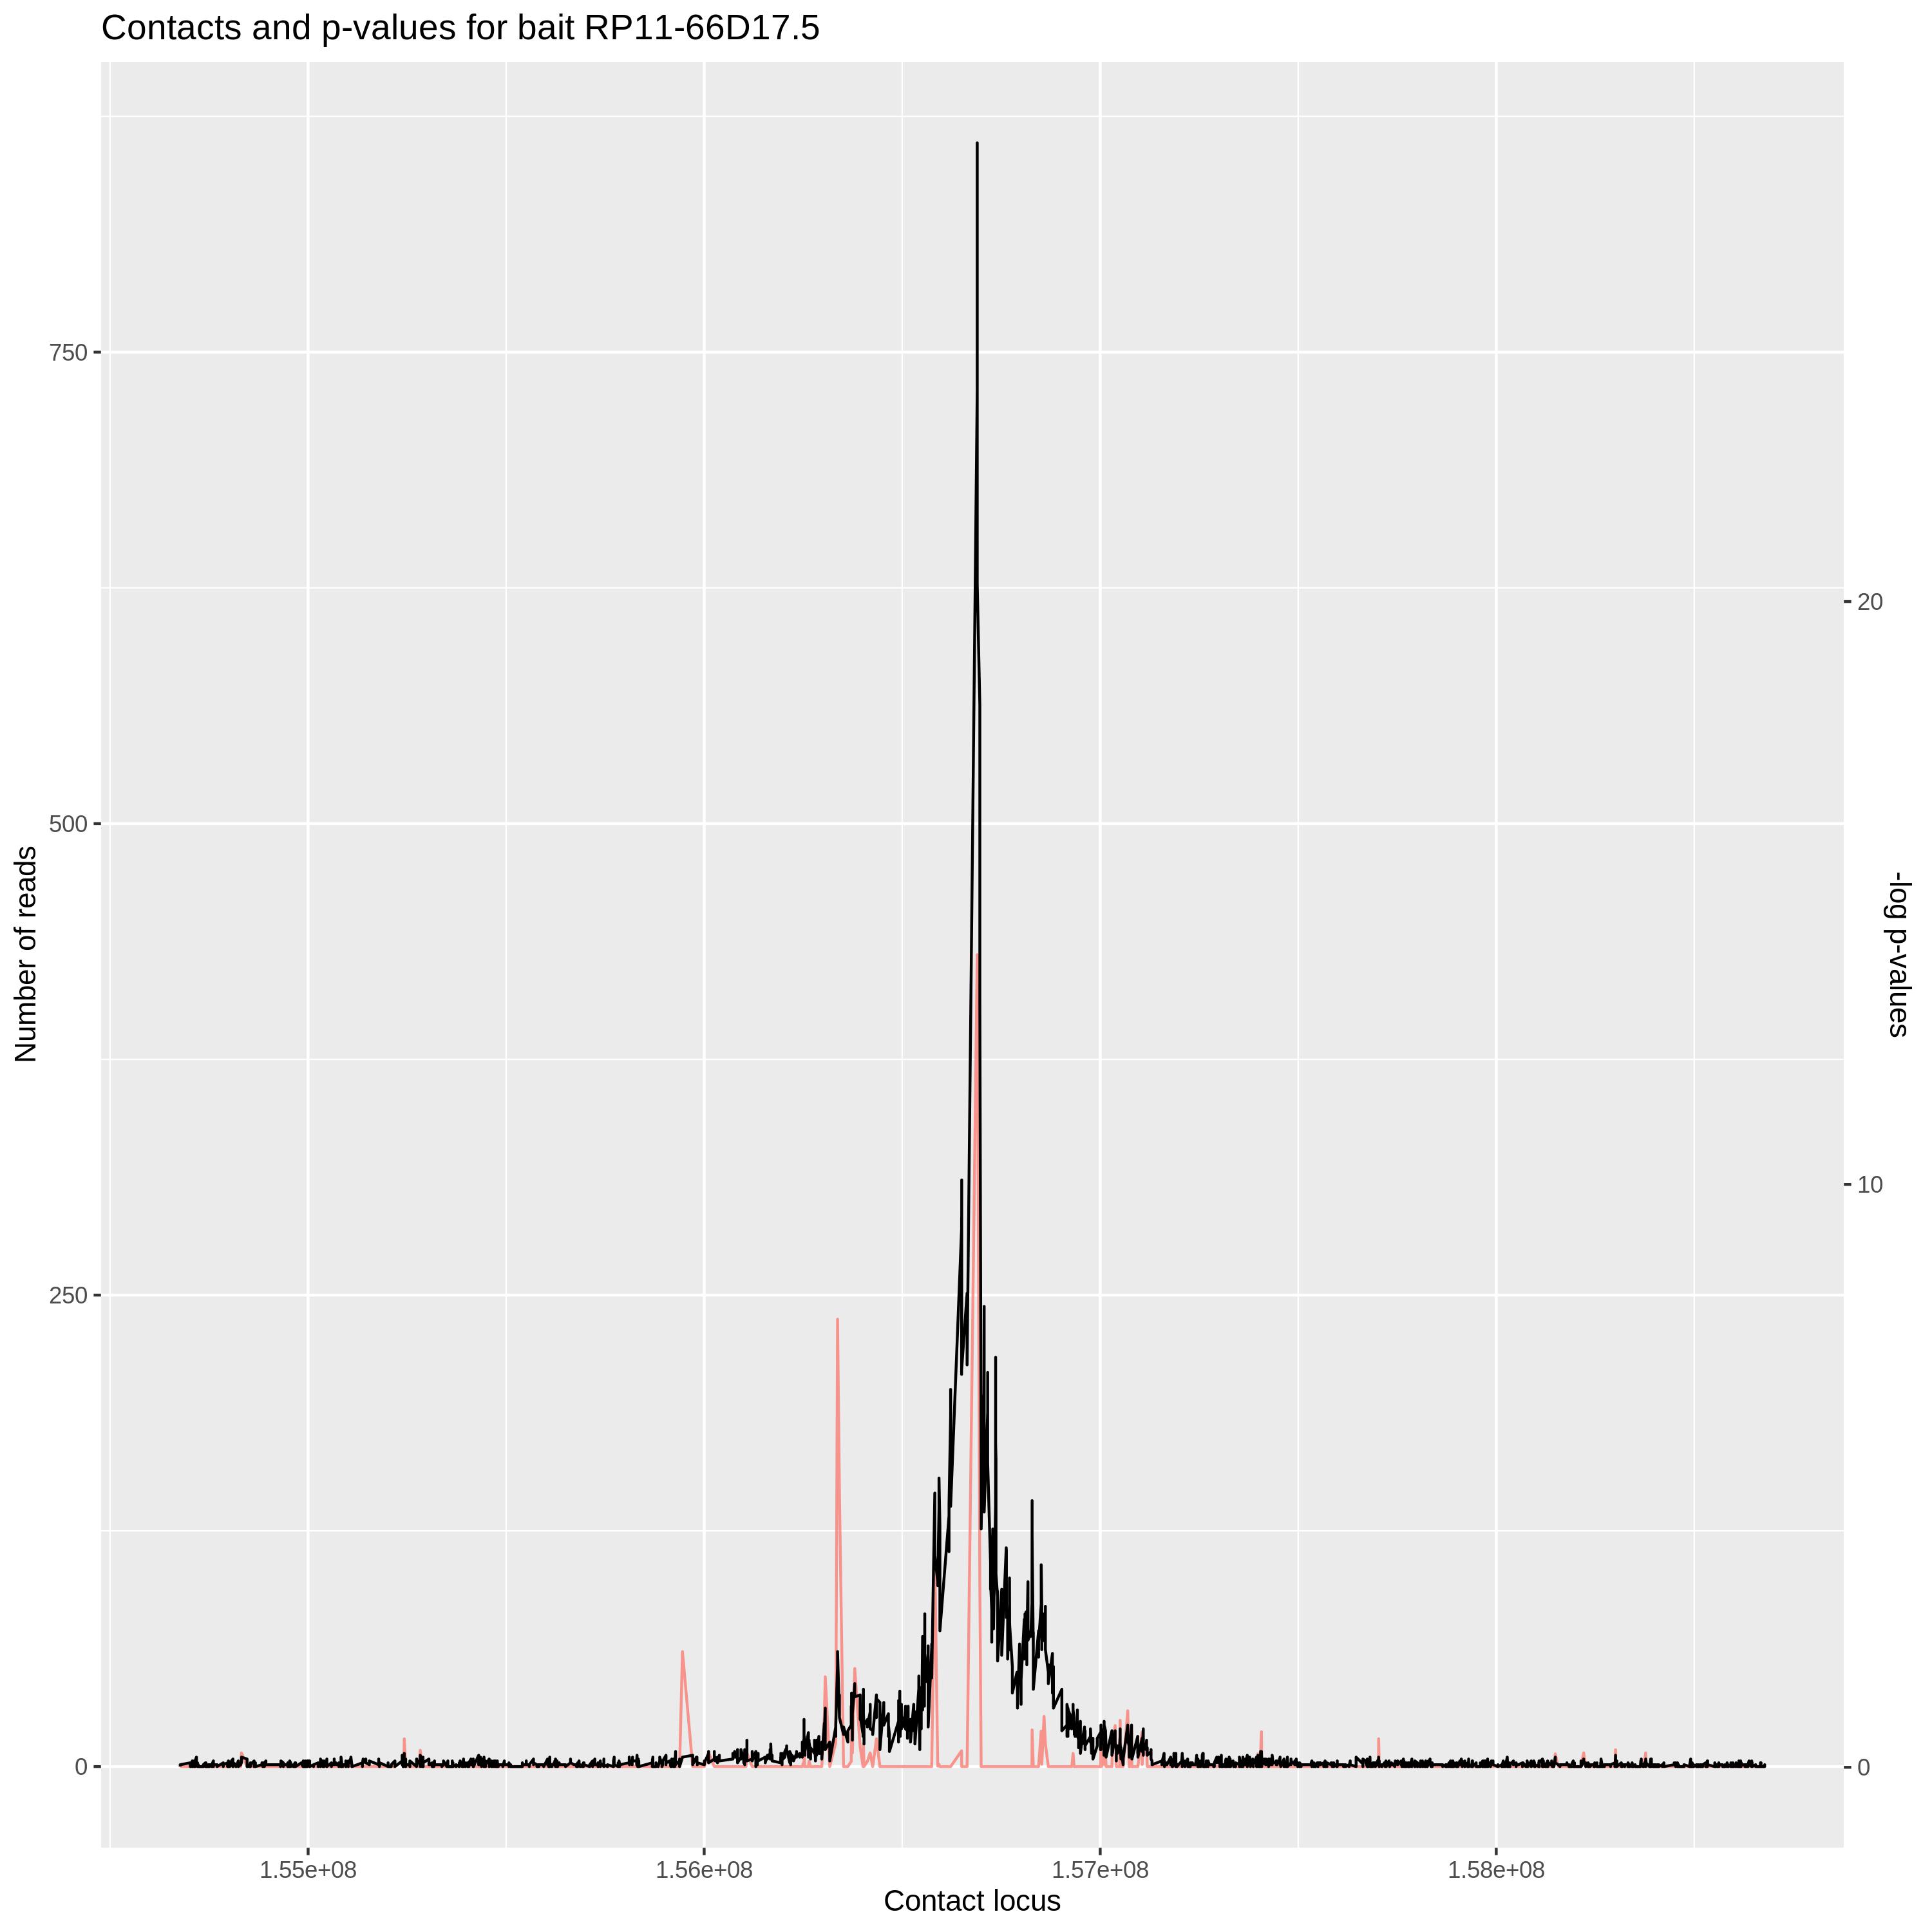 Contacts and p-values for bait RP11-66D17.5
750
500
250
0
Number of reads
20
10
0
-log p-values
1.55e+08
1.56e+08
1.57e+08
1.58e+08
Contact locus